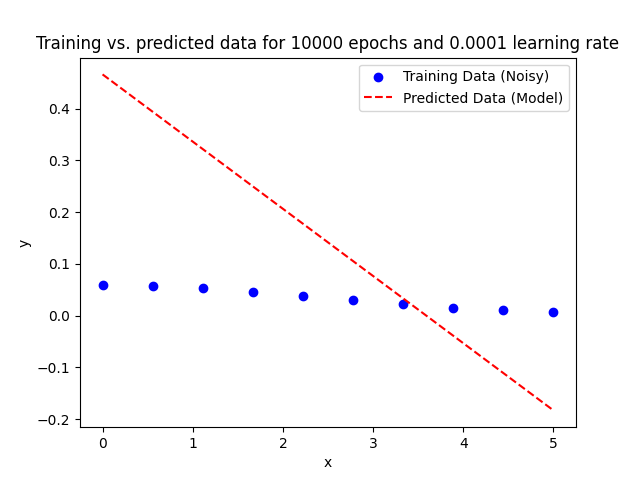 Training vs. predicted data for 10000 epochs and 0.0001 learning rate
Training Data (Noisy)
Predicted Data (Model)
0.4
0.3
0.2
0.1
0.0
−0.1
−0.2
y
0 1 2 3 4 5
x